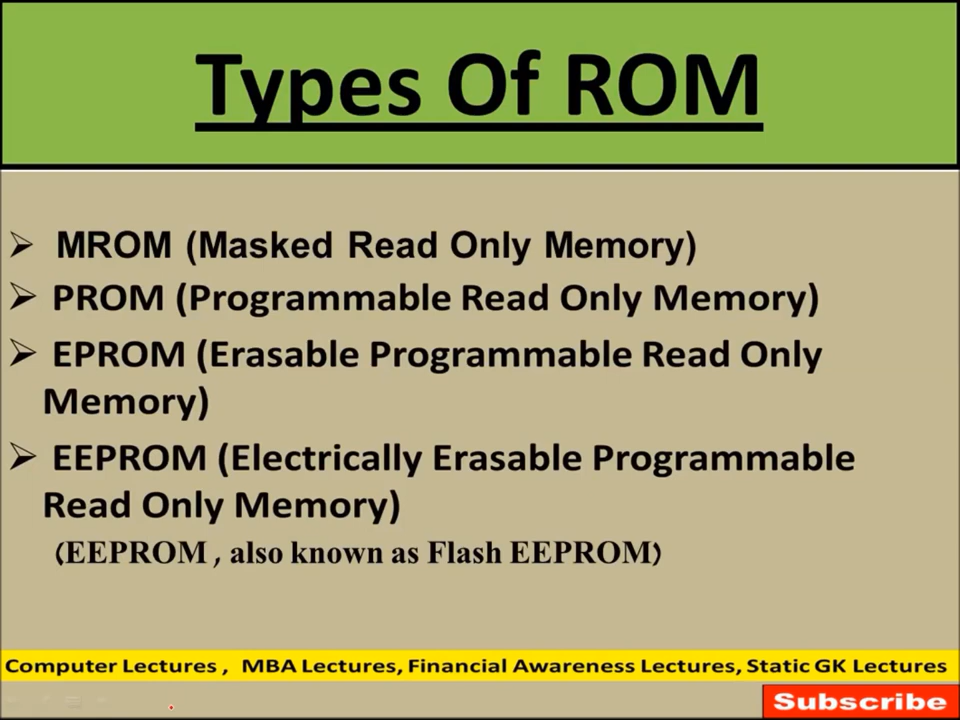 Types Of ROM
➢ MROM (Masked Read Only Memory)
➢ PROM (Programmable Read Only Memory)
➢ EPROM (Erasable Programmable Read Only
Memory)
➢ EEPROM (Electrically Erasable Programmable
Read Only Memory)
(EEPROM , also known as Flash EEPROM)
Computer Lectures , MBA Lectures, Financial Awareness Lectures, Static GK Lectures
Subscribe